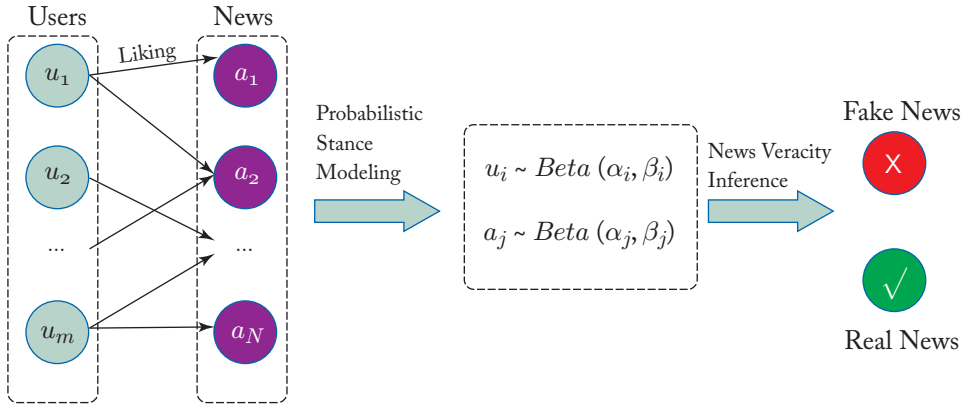 Users
News
Liking
u₁
a₁
u₂
a₂
...
...
uₘ
a_N
Probabilistic
Stance
Modeling
uᵢ ~ Beta (αᵢ, βᵢ)
aⱼ ~ Beta (αⱼ, βⱼ)
News Veracity
Inference
Fake News
X
√
Real News